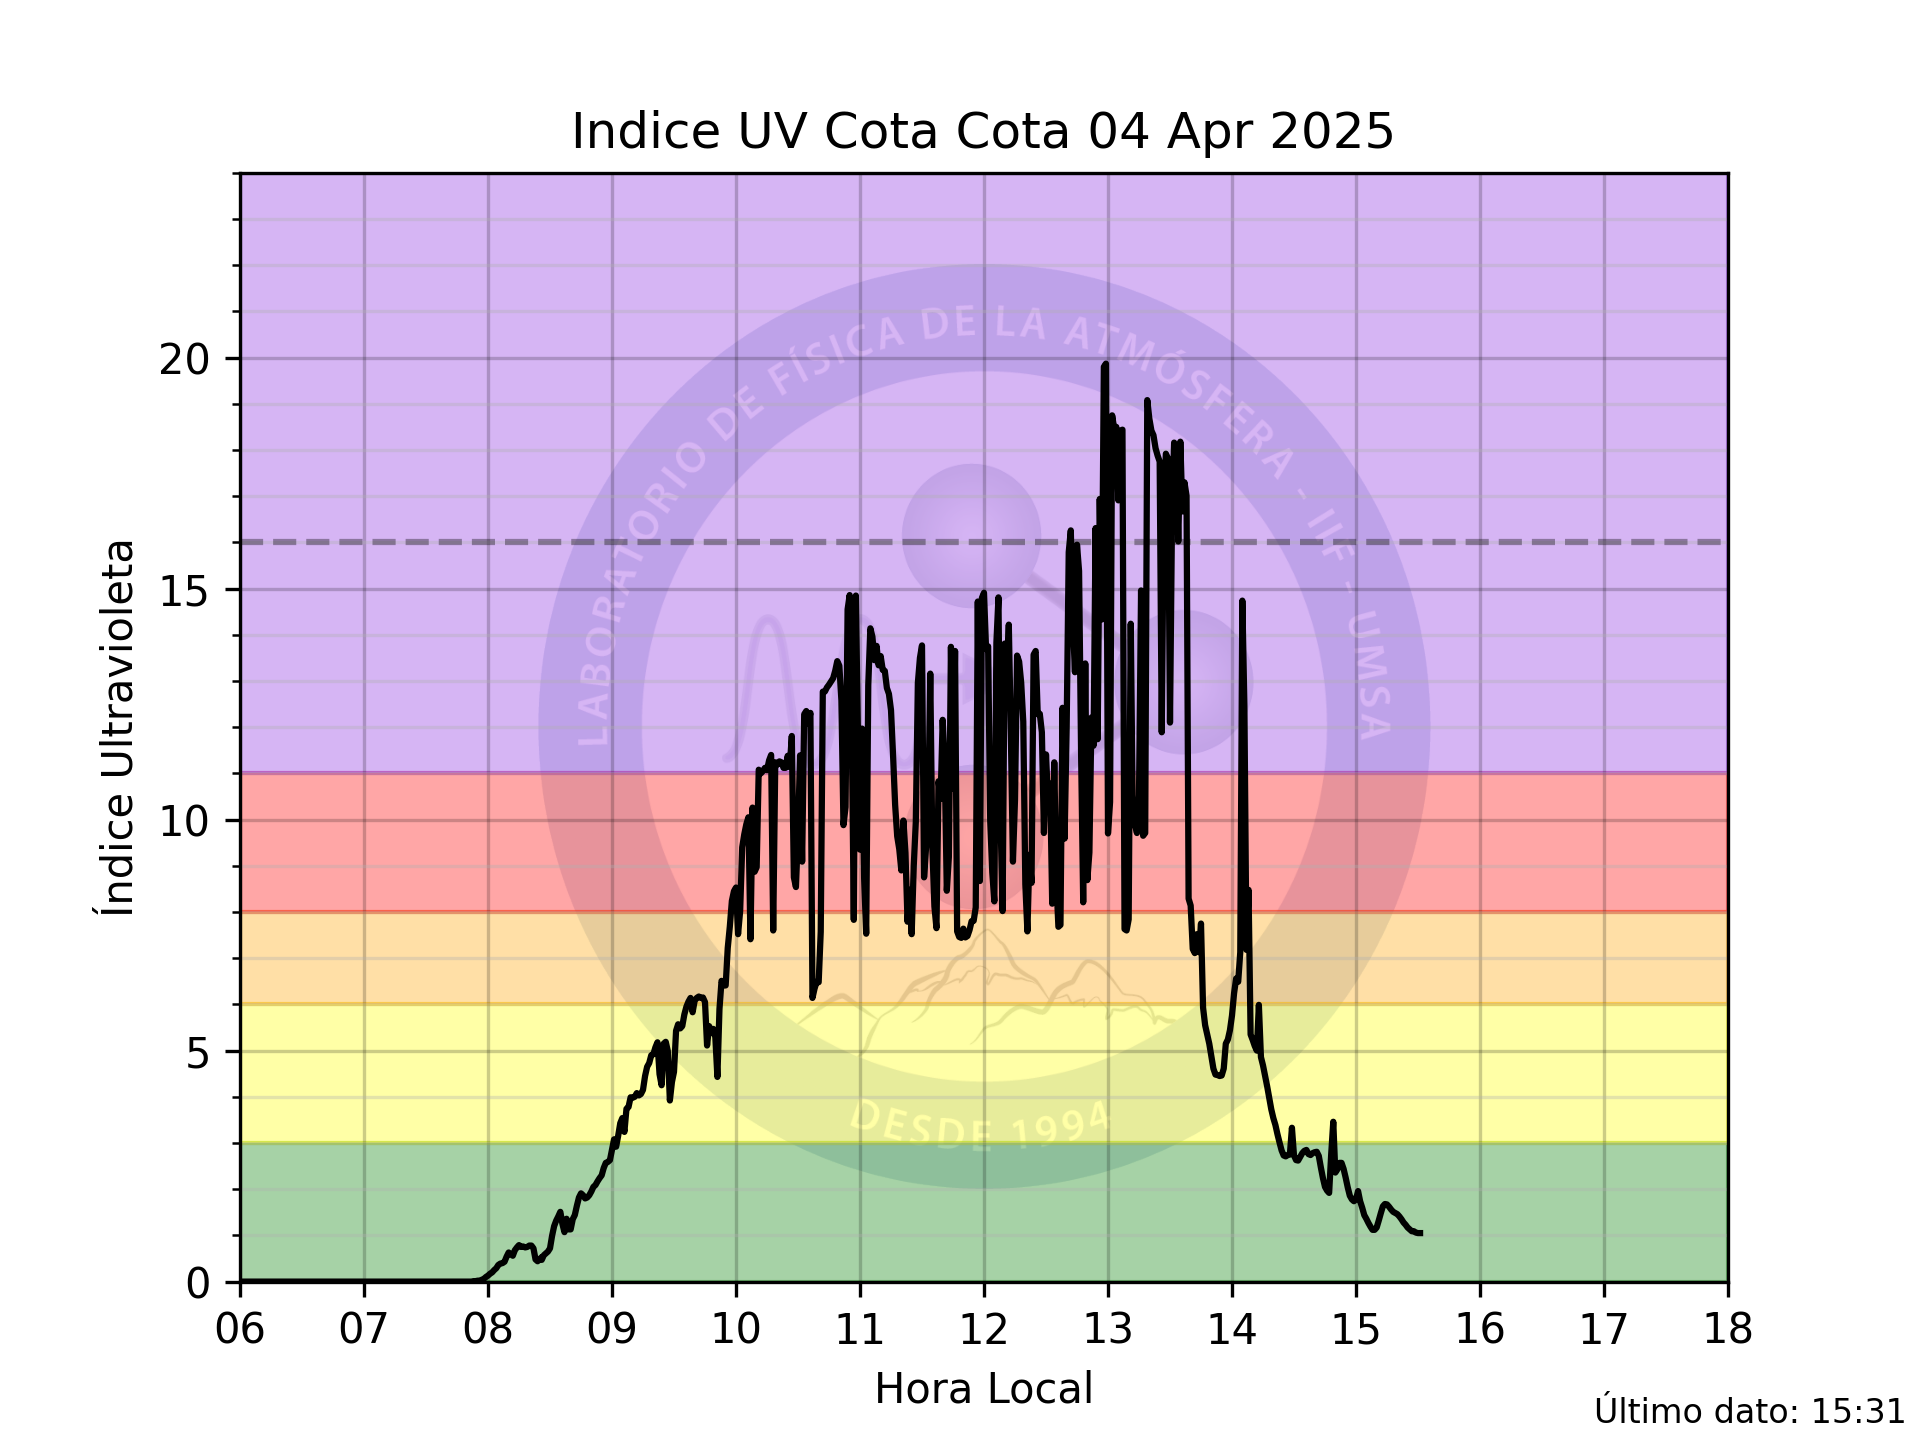 Indice UV Cota Cota 04 Apr 2025
LABORATORIO DE FÍSICA DE LA ATMÓSFERA - IIF - UMSA
DESDE 1994
Índice Ultravioleta
20
15
10
5
0
06 07 08 09 10 11 12 13 14 15 16 17 18
Hora Local
Último dato: 15:31